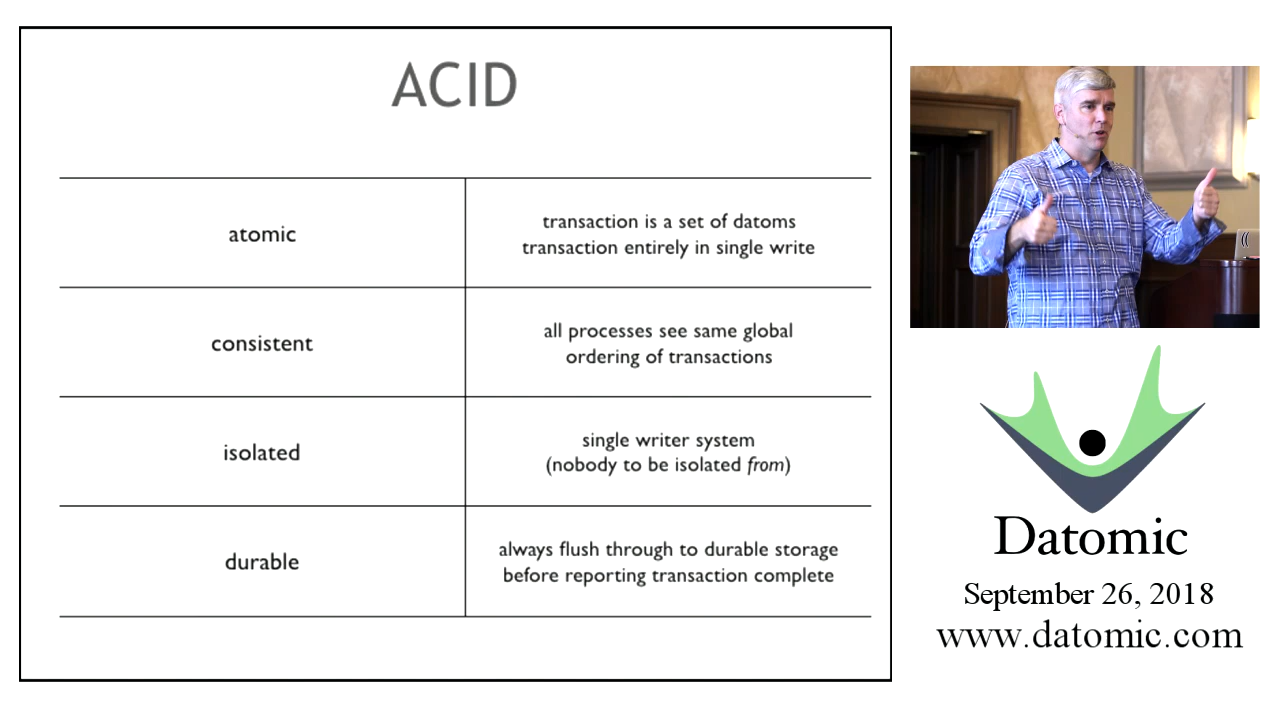 ACID
atomic
transaction is a set of datoms
transaction entirely in single write
consistent
all processes see same global
ordering of transactions
isolated
single writer system
(nobody to be isolated from)
durable
always flush through to durable storage
before reporting transaction complete
Datomic
September 26, 2018
www.datomic.com